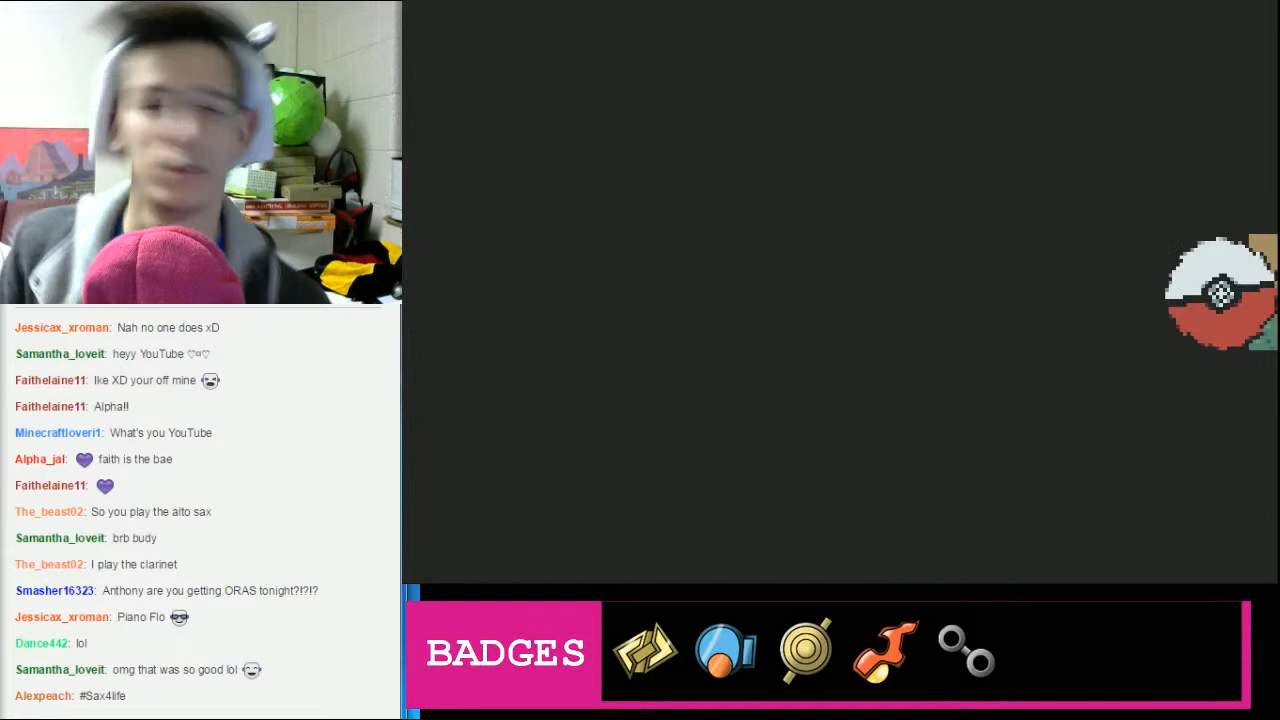 Jessicax_xroman: Nah no one does xD
Samantha_loveit: heyy YouTube ♡¤♡
Faithelaine11: Ike XD your off mine
Faithelaine11: Alpha!!
Minecraftloveri1: What's you YouTube
Alpha_jal: faith is the bae
Faithelaine11:
The_beast02: So you play the alto sax
Samantha_loveit: brb budy
The_beast02: I play the clarinet
Smasher16323: Anthony are you getting ORAS tonight?!?!?
Jessicax_xroman: Piano Flo
Dance442: lol
Samantha_loveit: omg that was so good lol
Alexpeach: #Sax4life
BADGES